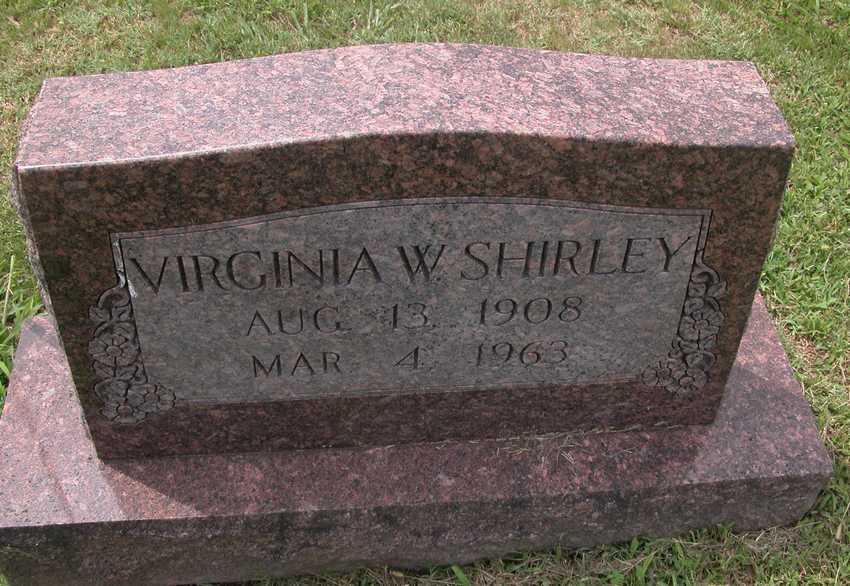 VIRGINIA W. SHIRLEY
AUG. 13, 1908
MAR. 4, 1963